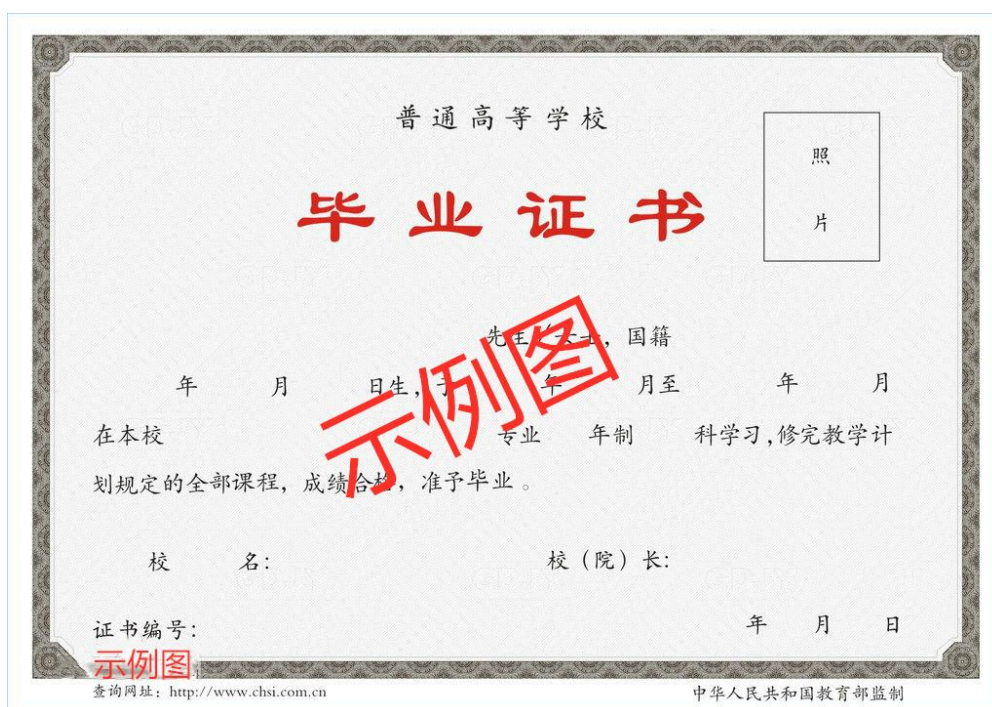 普通高等学校
照
片
毕业证书
先生/女士，国籍
年 月 日生，于 年 月至 年 月
在本校 专业 年制 科学习，修完教学计
划规定的全部课程，成绩合格，准予毕业。
示例图
校 名： 校（院）长：
证书编号： 年 月 日
示例图
查询网址：http://www.chsi.com.cn 中华人民共和国教育部监制